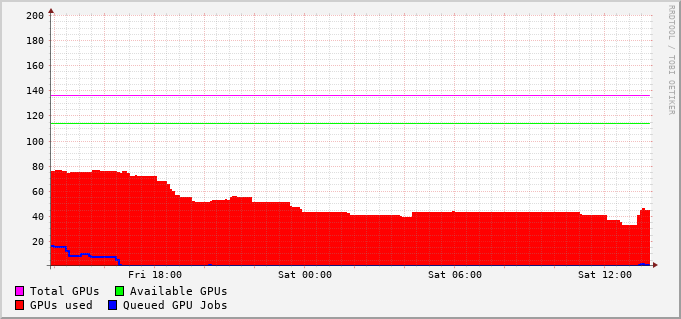 200
180
160
140
120
100
80
60
40
20
Fri 18:00 Sat 00:00 Sat 06:00 Sat 12:00
Total GPUs Available GPUs
GPUs used Queued GPU Jobs
RRDTOOL / TOBI OETIKER